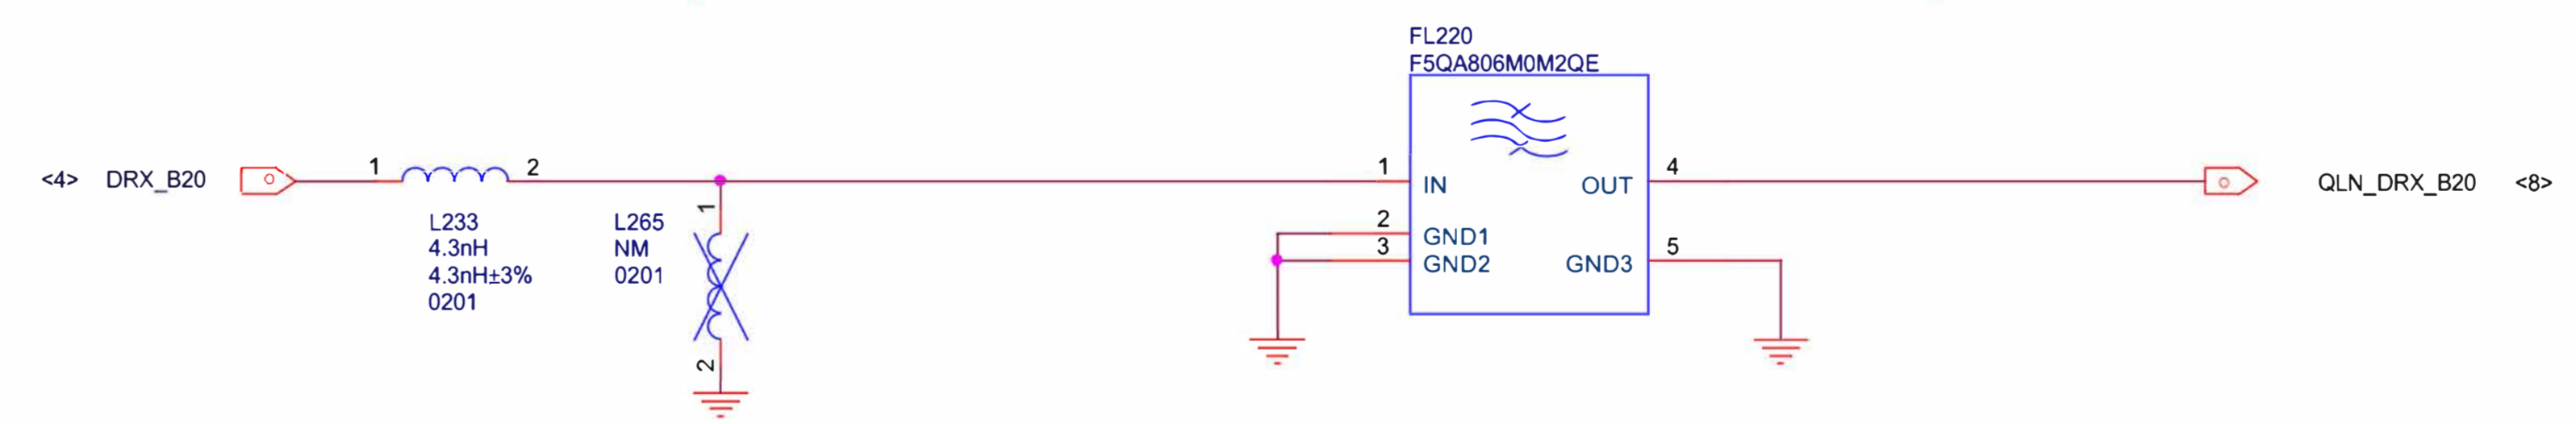 FL220
F5QA806M0M2QE
<4> DRX_B20
1
2
1
IN
OUT
4
QLN_DRX_B20 <8>
L233
4.3nH
4.3nH±3%
0201
L265
NM
0201
1
2
2
GND1
3
GND2
GND3
5